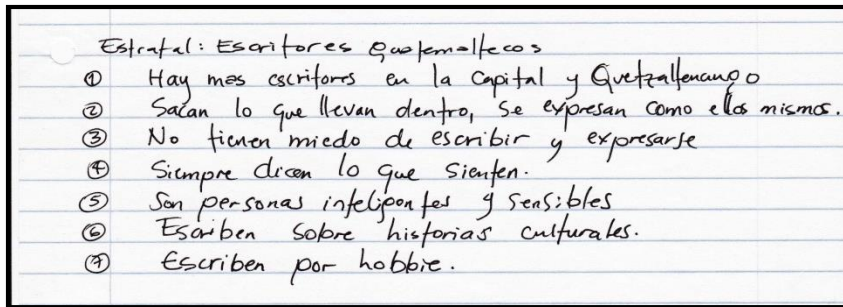 Estratal: Escritores guatemaltecos
① Hay mas escritores en la Capital y Quetzaltenango
② Sacan lo que llevan dentro, se expresan como ellos mismos.
③ No tienen miedo de escribir y expresarse
④ Siempre dicen lo que sienten.
⑤ Son personas inteligentes y sensibles
⑥ Escriben sobre historias culturales.
⑦ Escriben por hobbie.